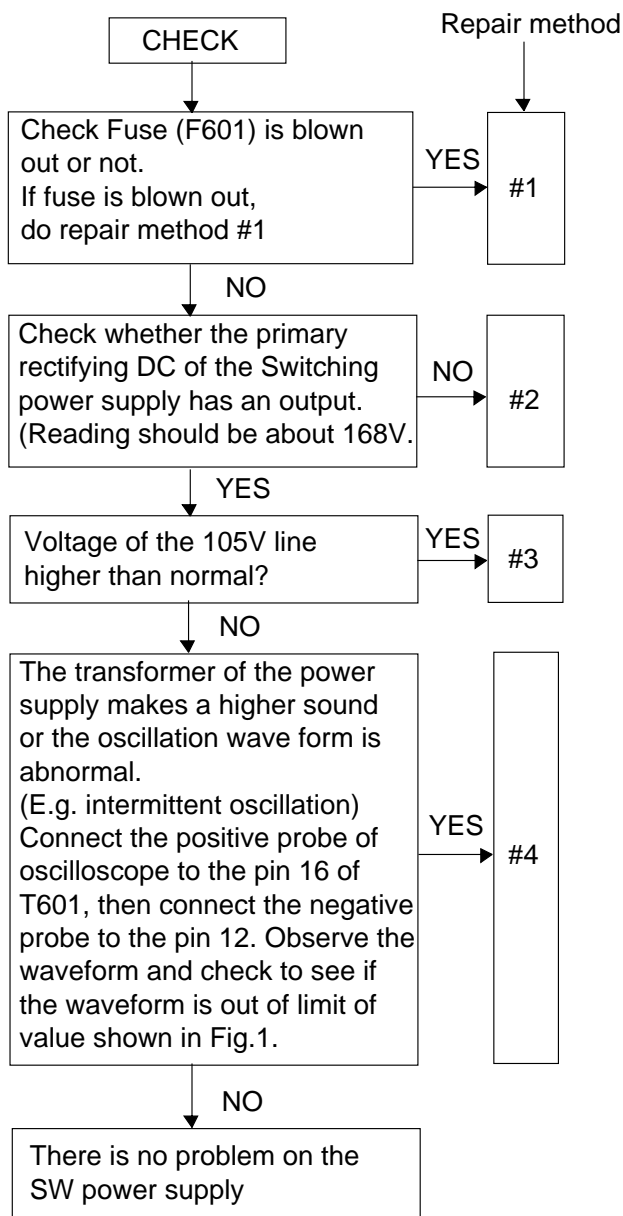 Repair method
CHECK
Check Fuse (F601) is blown
out or not.
If fuse is blown out,
do repair method #1
YES
#1
NO
Check whether the primary
rectifying DC of the Switching
power supply has an output.
(Reading should be about 168V.
NO
#2
YES
Voltage of the 105V line
higher than normal?
YES
#3
NO
The transformer of the power
supply makes a higher sound
or the oscillation wave form is
abnormal.
(E.g. intermittent oscillation)
Connect the positive probe of
oscilloscope to the pin 16 of
T601, then connect the negative
probe to the pin 12. Observe the
waveform and check to see if
the waveform is out of limit of
value shown in Fig.1.
YES
#4
NO
There is no problem on the
SW power supply